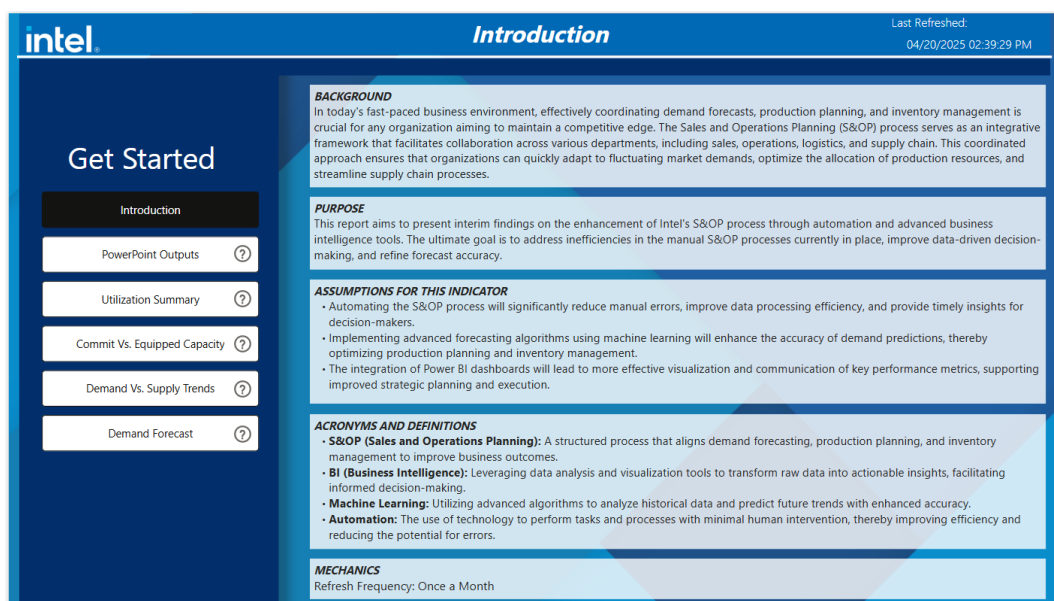 intel.
Introduction
Last Refreshed:
04/20/2025 02:39:29 PM
Get Started
Introduction
PowerPoint Outputs ?
Utilization Summary ?
Commit Vs. Equipped Capacity ?
Demand Vs. Supply Trends ?
Demand Forecast ?
BACKGROUND
In today's fast-paced business environment, effectively coordinating demand forecasts, production planning, and inventory management is
crucial for any organization aiming to maintain a competitive edge. The Sales and Operations Planning (S&OP) process serves as an integrative
framework that facilitates collaboration across various departments, including sales, operations, logistics, and supply chain. This coordinated
approach ensures that organizations can quickly adapt to fluctuating market demands, optimize the allocation of production resources, and
streamline supply chain processes.
PURPOSE
This report aims to present interim findings on the enhancement of Intel's S&OP process through automation and advanced business
intelligence tools. The ultimate goal is to address inefficiencies in the manual S&OP processes currently in place, improve data-driven decision-
making, and refine forecast accuracy.
ASSUMPTIONS FOR THIS INDICATOR
• Automating the S&OP process will significantly reduce manual errors, improve data processing efficiency, and provide timely insights for
decision-makers.
• Implementing advanced forecasting algorithms using machine learning will enhance the accuracy of demand predictions, thereby
optimizing production planning and inventory management.
• The integration of Power BI dashboards will lead to more effective visualization and communication of key performance metrics, supporting
improved strategic planning and execution.
ACRONYMS AND DEFINITIONS
• S&OP (Sales and Operations Planning): A structured process that aligns demand forecasting, production planning, and inventory
management to improve business outcomes.
• BI (Business Intelligence): Leveraging data analysis and visualization tools to transform raw data into actionable insights, facilitating
informed decision-making.
• Machine Learning: Utilizing advanced algorithms to analyze historical data and predict future trends with enhanced accuracy.
• Automation: The use of technology to perform tasks and processes with minimal human intervention, thereby improving efficiency and
reducing the potential for errors.
MECHANICS
Refresh Frequency: Once a Month